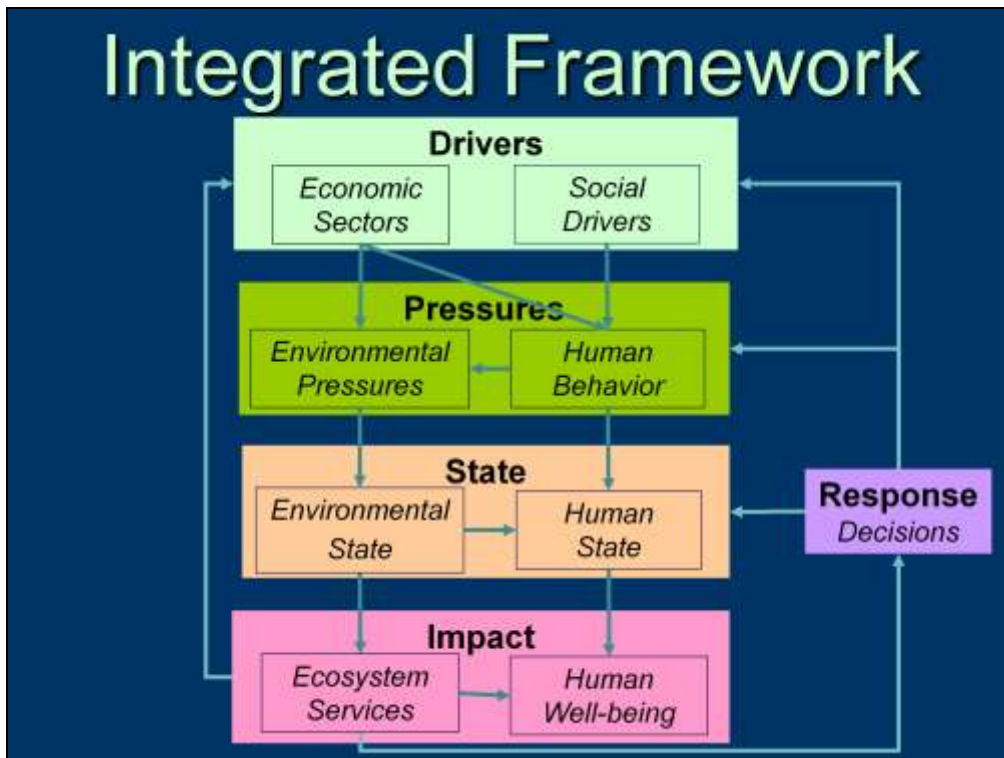 Integrated Framework
Drivers
Economic
Sectors
Social
Drivers
Pressures
Environmental
Pressures
Human
Behavior
State
Environmental
State
Human
State
Response
Decisions
Impact
Ecosystem
Services
Human
Well-being